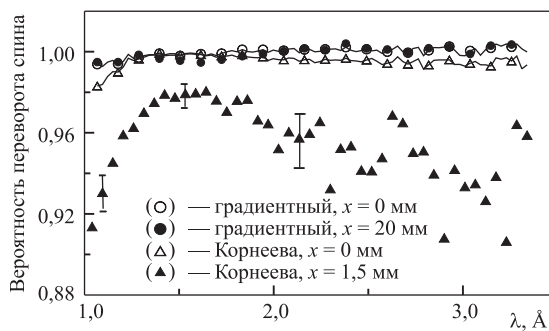 Вероятность переворота спина
1,00
0,96
0,92
0,88
( ) — градиентный, x = 0 мм
( ) — градиентный, x = 20 мм
( ) — Корнеева, x = 0 мм
( ) — Корнеева, x = 1,5 мм
1,0
2,0
3,0
λ, Å